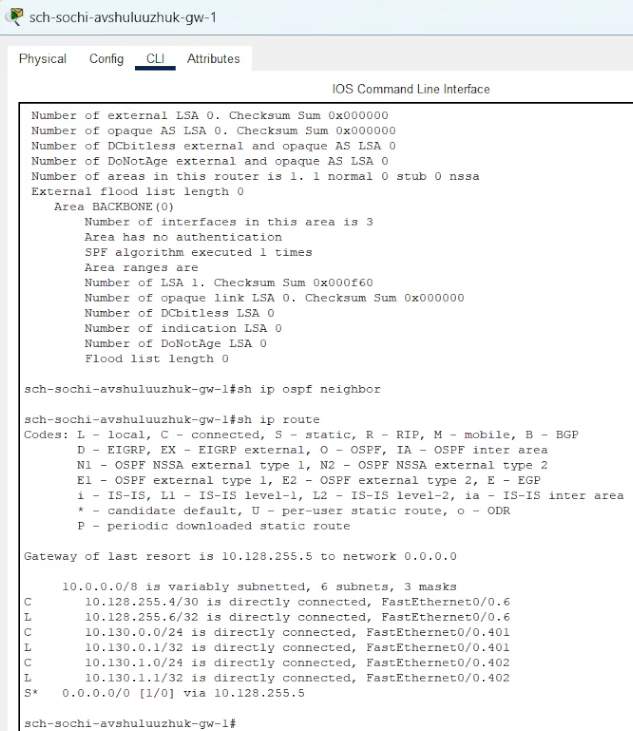 sch-sochi-avshuluuzhuk-gw-1
Physical Config CLI Attributes
IOS Command Line Interface
Number of external LSA 0. Checksum Sum 0x000000
Number of opaque AS LSA 0. Checksum Sum 0x000000
Number of DCbitless external and opaque AS LSA 0
Number of DoNotAge external and opaque AS LSA 0
Number of areas in this router is 1. 1 normal 0 stub 0 nssa
External flood list length 0
Area BACKBONE(0)
Number of interfaces in this area is 3
Area has no authentication
SPF algorithm executed 1 times
Area ranges are
Number of LSA 1. Checksum Sum 0x000f60
Number of opaque link LSA 0. Checksum Sum 0x000000
Number of DCbitless LSA 0
Number of indication LSA 0
Number of DoNotAge LSA 0
Flood list length 0
sch-sochi-avshuluuzhuk-gw-1#sh ip ospf neighbor
sch-sochi-avshuluuzhuk-gw-1#sh ip route
Codes: L - local, C - connected, S - static, R - RIP, M - mobile, B - BGP
D - EIGRP, EX - EIGRP external, O - OSPF, IA - OSPF inter area
N1 - OSPF NSSA external type 1, N2 - OSPF NSSA external type 2
E1 - OSPF external type 1, E2 - OSPF external type 2, E - EGP
i - IS-IS, L1 - IS-IS level-1, L2 - IS-IS level-2, ia - IS-IS inter area
* - candidate default, U - per-user static route, o - ODR
P - periodic downloaded static route
Gateway of last resort is 10.128.255.5 to network 0.0.0.0
10.0.0.0/8 is variably subnetted, 6 subnets, 3 masks
C 10.128.255.4/30 is directly connected, FastEthernet0/0.6
L 10.128.255.6/32 is directly connected, FastEthernet0/0.6
C 10.130.0.0/24 is directly connected, FastEthernet0/0.401
L 10.130.0.1/32 is directly connected, FastEthernet0/0.401
C 10.130.1.0/24 is directly connected, FastEthernet0/0.402
L 10.130.1.1/32 is directly connected, FastEthernet0/0.402
S* 0.0.0.0/0 [1/0] via 10.128.255.5
sch-sochi-avshuluuzhuk-gw-1#